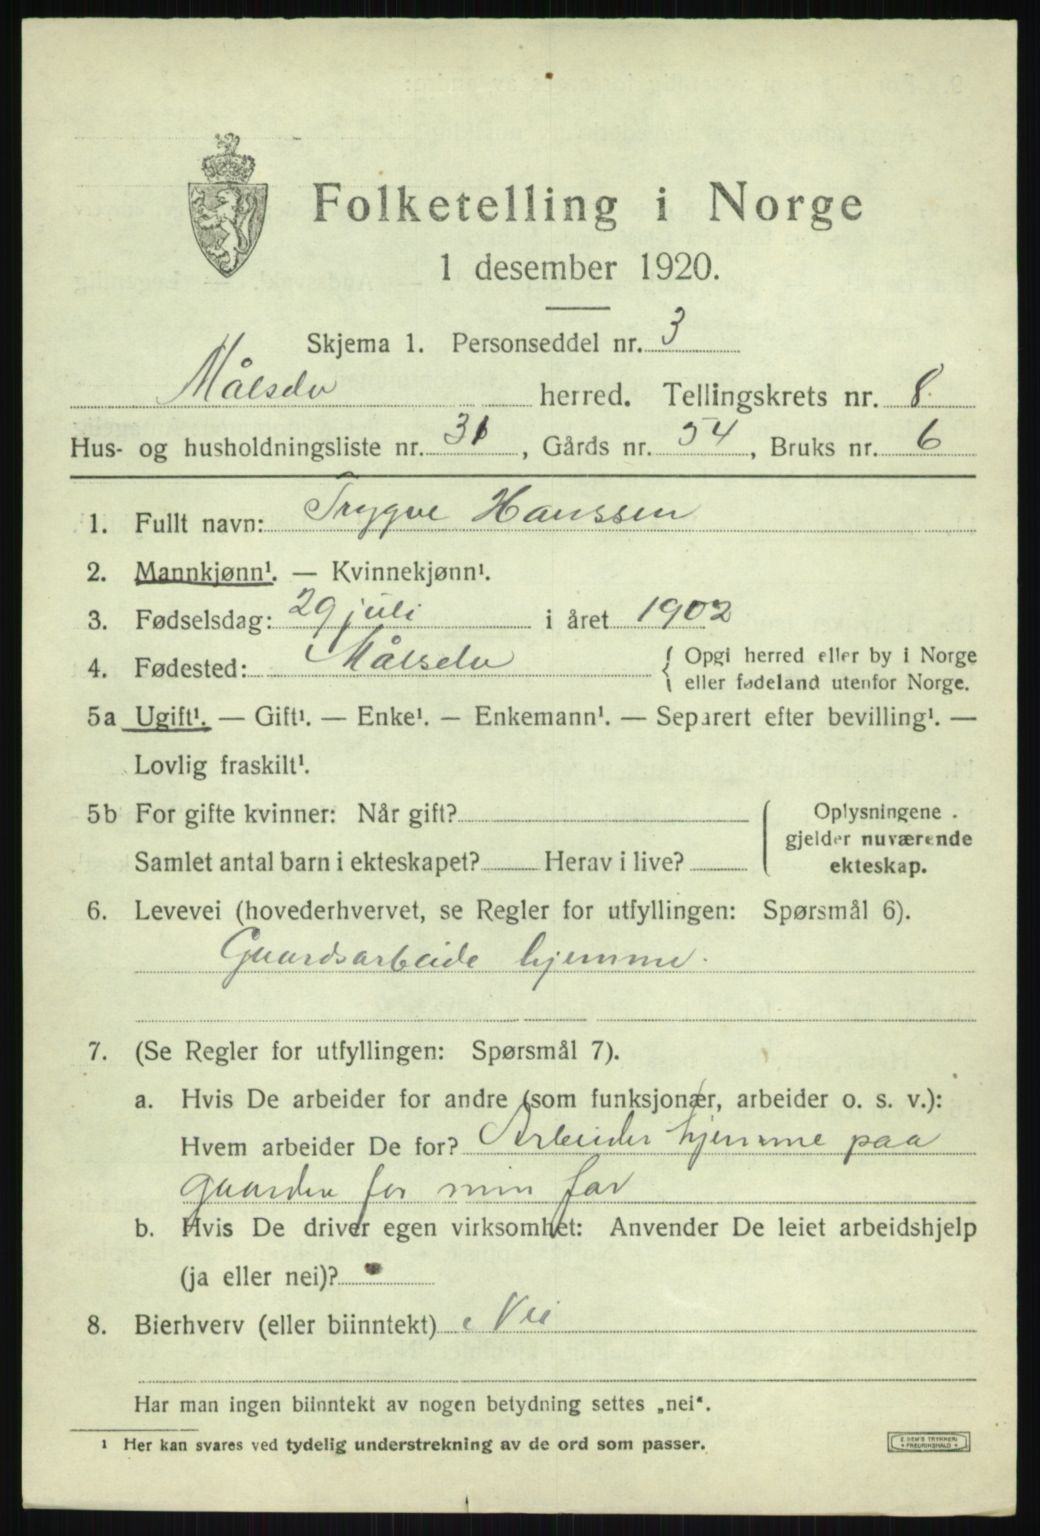 Folketelling i Norge
1 desember 1920.
Skjema 1. Personseddel nr. 3
Målselv herred. Tellingskrets nr. 8.
Hus- og husholdningsliste nr. 31, Gårds nr. 54, Bruks nr. 6
1. Fullt navn: Trygve Hanssen
2. Mannkjønn¹. — Kvinnekjønn¹.
3. Fødselsdag: 29 juli i året 1902
4. Fødested: Målselv { Opgi herred eller by i Norge
eller fødeland utenfor Norge.
5a Ugift¹. — Gift¹. — Enke¹. — Enkemann¹. — Separert efter bevilling¹. —
Lovlig fraskilt¹.
5b For gifte kvinner: Når gift?
Samlet antal barn i ekteskapet? Herav i live?
Oplysningene
gjelder nuværende
ekteskap.
6. Levevei (hovederhvervet, se Regler for utfyllingen: Spørsmål 6).
Gaardsarbeide hjemme.
7. (Se Regler for utfyllingen: Spørsmål 7).
a. Hvis De arbeider for andre (som funksjonær, arbeider o. s. v.):
Hvem arbeider De for? Arbeider hjemme paa
gaarden for min far
b. Hvis De driver egen virksomhet: Anvender De leiet arbeidshjelp
(ja eller nei)?
8. Bierhverv (eller biinntekt) Nei
Har man ingen biinntekt av nogen betydning settes „nei“.
¹ Her kan svares ved tydelig understrekning av de ord som passer.